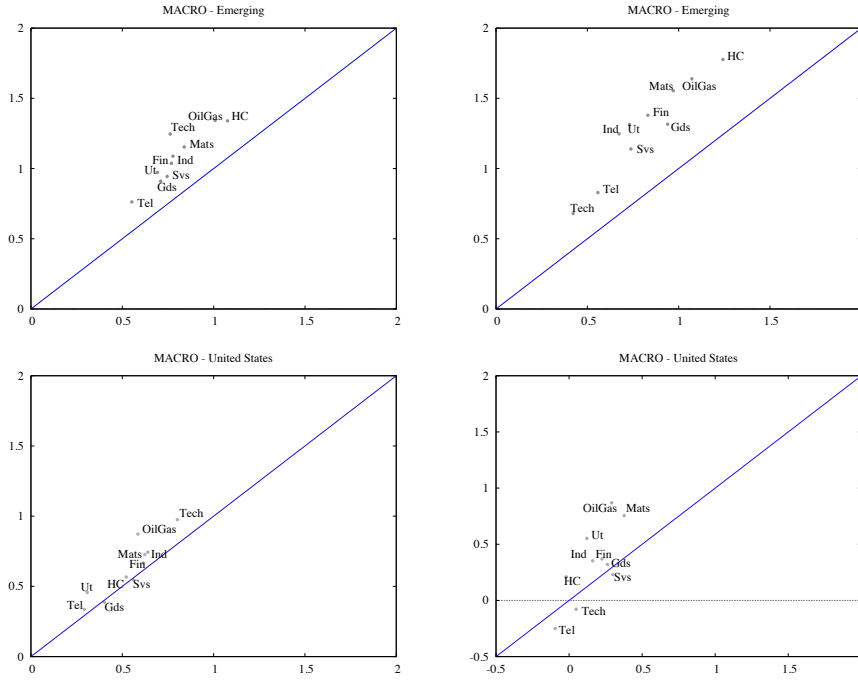 MACRO - Emerging
2
1.5
1
0.5
0
0
0.5
1
1.5
2
OilGas
HC
Tech
Mats
Fin
Ind
Ut
Svs
Gds
Tel
MACRO - Emerging
2
1.5
1
0.5
0
0
0.5
1
1.5
HC
Mats
OilGas
Fin
Ind
Ut
Gds
Svs
Tel
Tech
MACRO - United States
2
1.5
1
0.5
0
0
0.5
1
1.5
2
Tech
OilGas
Mats
Ind
Fin
HC
Svs
Ut
Tel
Gds
MACRO - United States
2
1.5
1
0.5
0
-0.5
-0.5
0
0.5
1
1.5
OilGas
Mats
Ut
Ind
Fin
Gds
Svs
HC
Tech
Tel